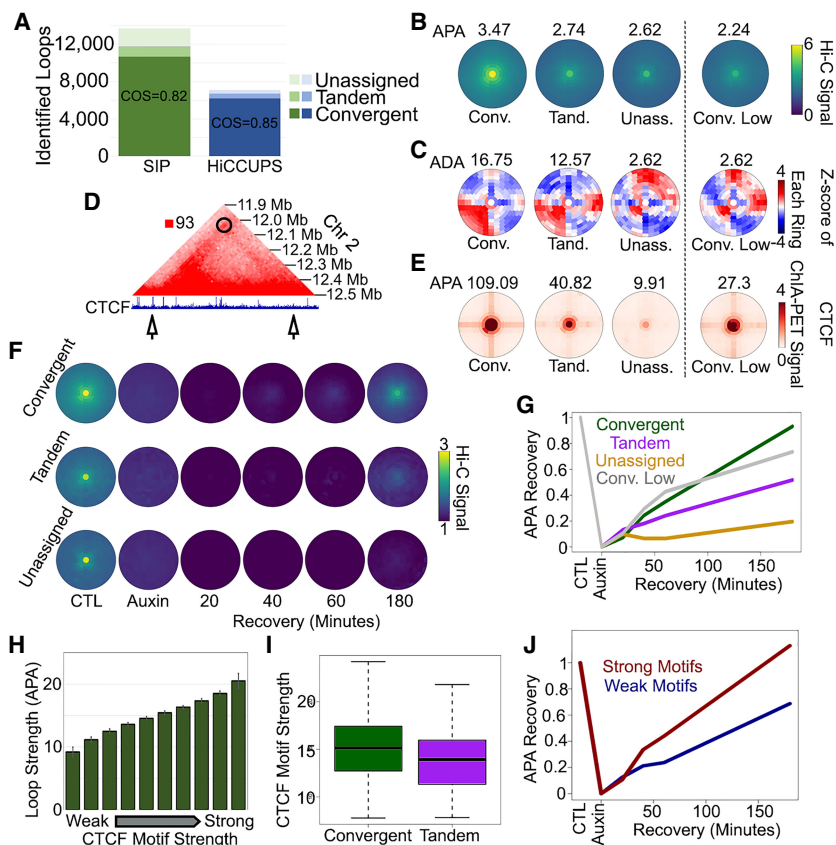 A
Identified Loops
12,000
8,000
4,000
0
COS=0.82
COS=0.85
SIP
HiCCUPS
Unassigned
Tandem
Convergent
B
APA 3.47 2.74 2.62 2.24
Conv. Tand. Unass. Conv. Low
6
0
Hi-C Signal
C
ADA 16.75 12.57 2.62 2.62
Conv. Tand. Unass. Conv. Low
4
-4
Z-score of Each Ring
D
93
11.9 Mb
12.0 Mb
12.1 Mb
12.2 Mb
12.3 Mb
12.4 Mb
12.5 Mb
Chr 2
CTCF
E
APA 109.09 40.82 9.91 27.3
Conv. Tand. Unass. Conv. Low
4
0
CTCF ChIA-PET Signal
F
Convergent
Tandem
Unassigned
CTL Auxin 20 40 60 180
Recovery (Minutes)
3
1
Hi-C Signal
G
APA Recovery
1
0.8
0.6
0.4
0.2
0
Convergent
Tandem
Unassigned
Conv. Low
CTL
Auxin
50 100 150
Recovery (Minutes)
H
Loop Strength (APA)
20
10
0
Weak Strong
CTCF Motif Strength
I
CTCF Motif Strength
20
15
10
Convergent Tandem
J
APA Recovery
1
0.8
0.6
0.4
0.2
0
Strong Motifs
Weak Motifs
CTL
Auxin
50 100 150
Recovery (Minutes)